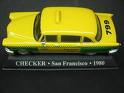 799
CHECKER • San Francisco • 1980